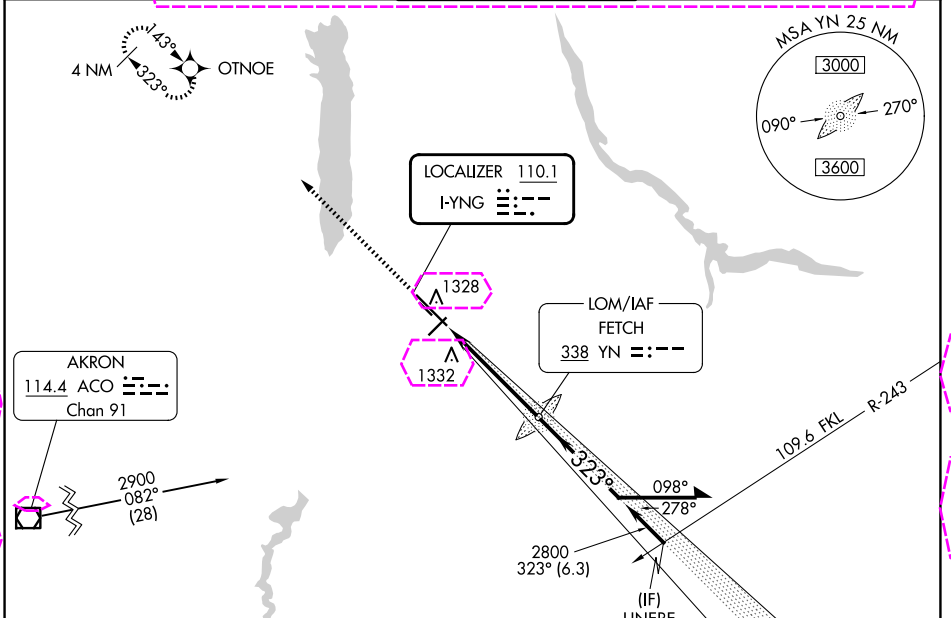 143°
4 NM
323°
OTNOE
MSA YN 25 NM
3000
090°
270°
3600
LOCALIZER 110.1
I-YNG
1328
1332
LOM/IAF
FETCH
338 YN
AKRON
114.4 ACO
Chan 91
2900
082°
(28)
109.6 FKL
R-243
323°
098°
278°
2800
323° (6.3)
(IF)